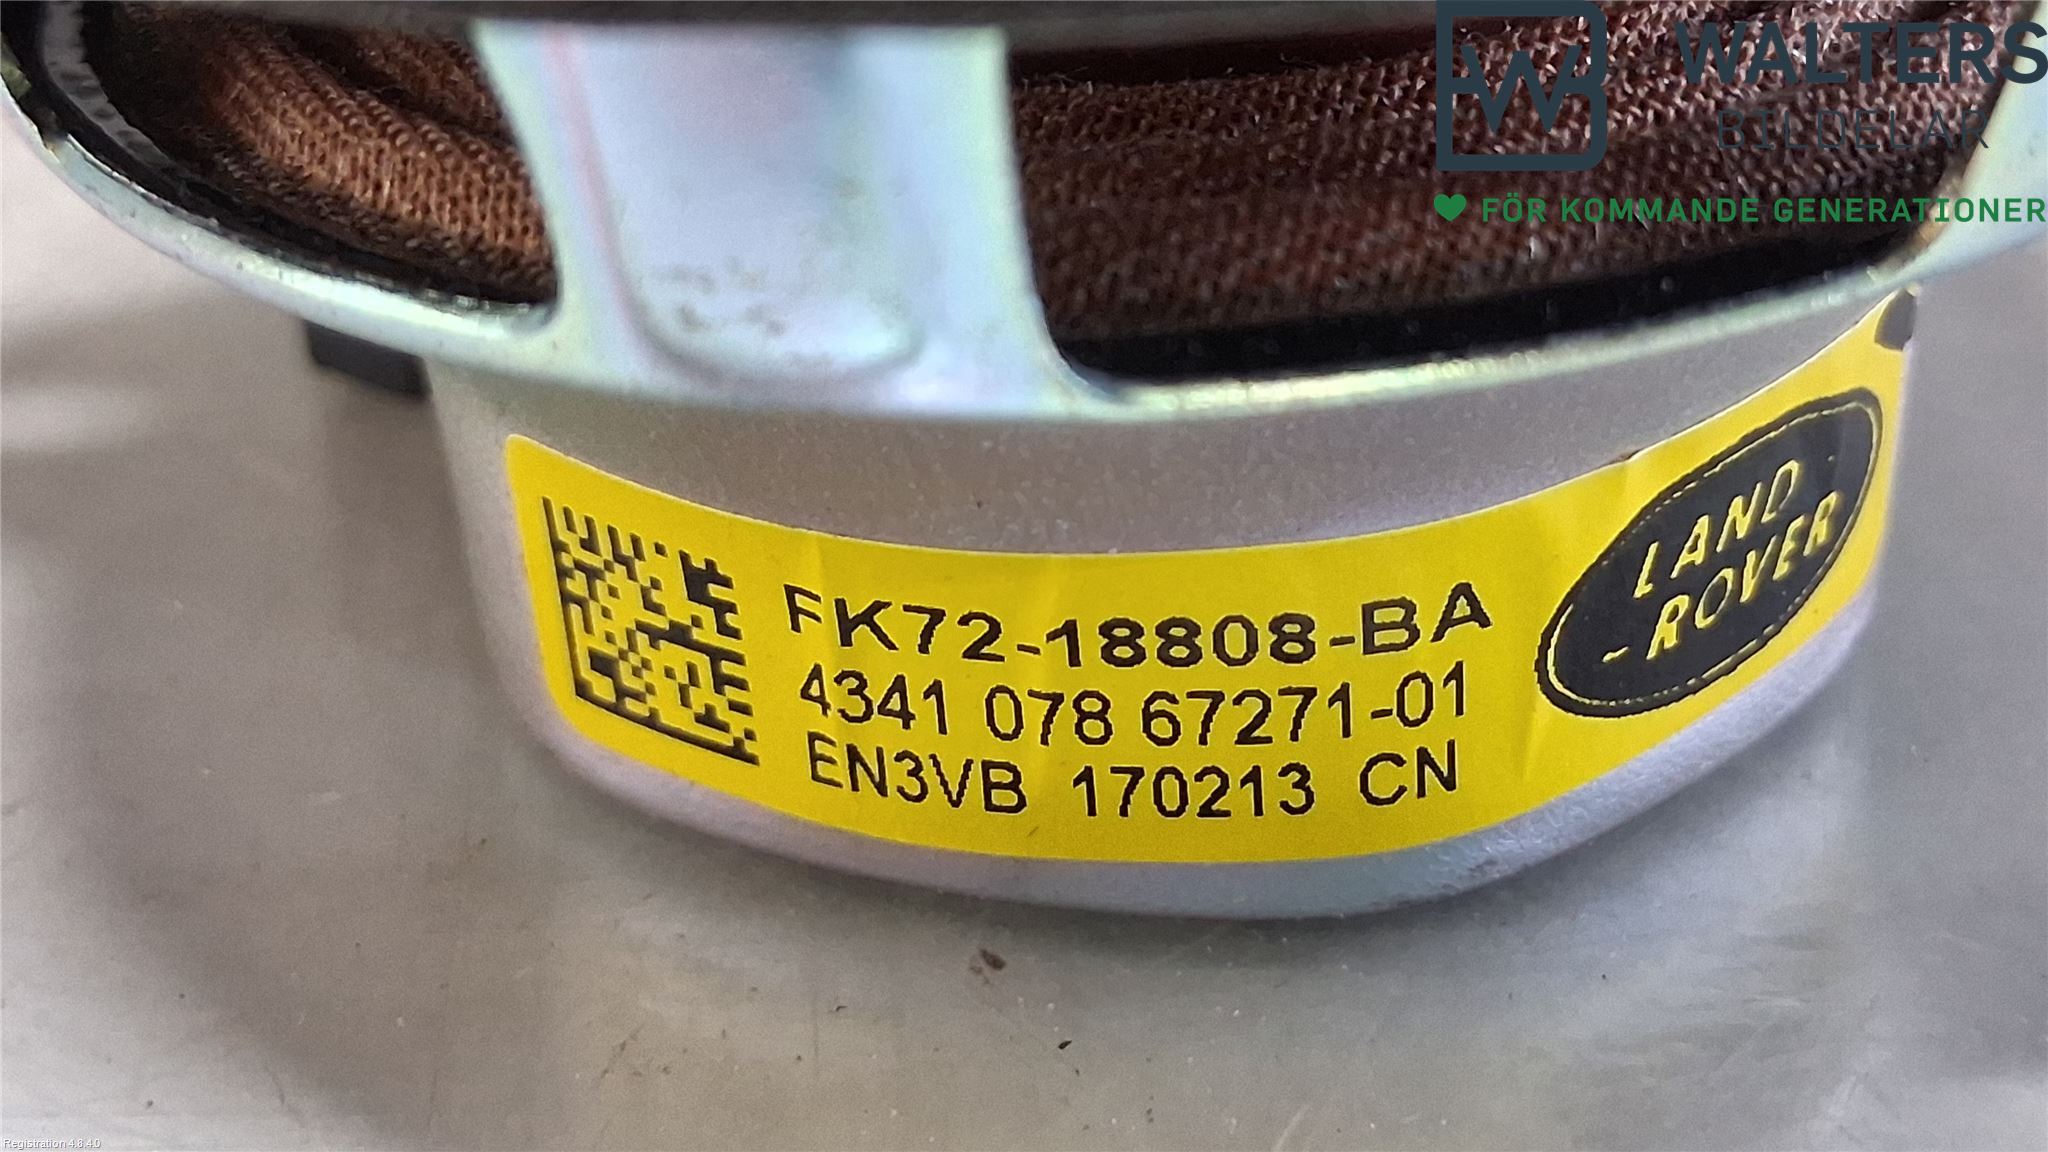 WALTERS
BILDELAR
FÖR KOMMANDE GENERATIONER
LAND
-ROVER
FK72-18808-BA
4341 078 67271-01
EN3VB 170213 CN
Registration 4.8.4.0